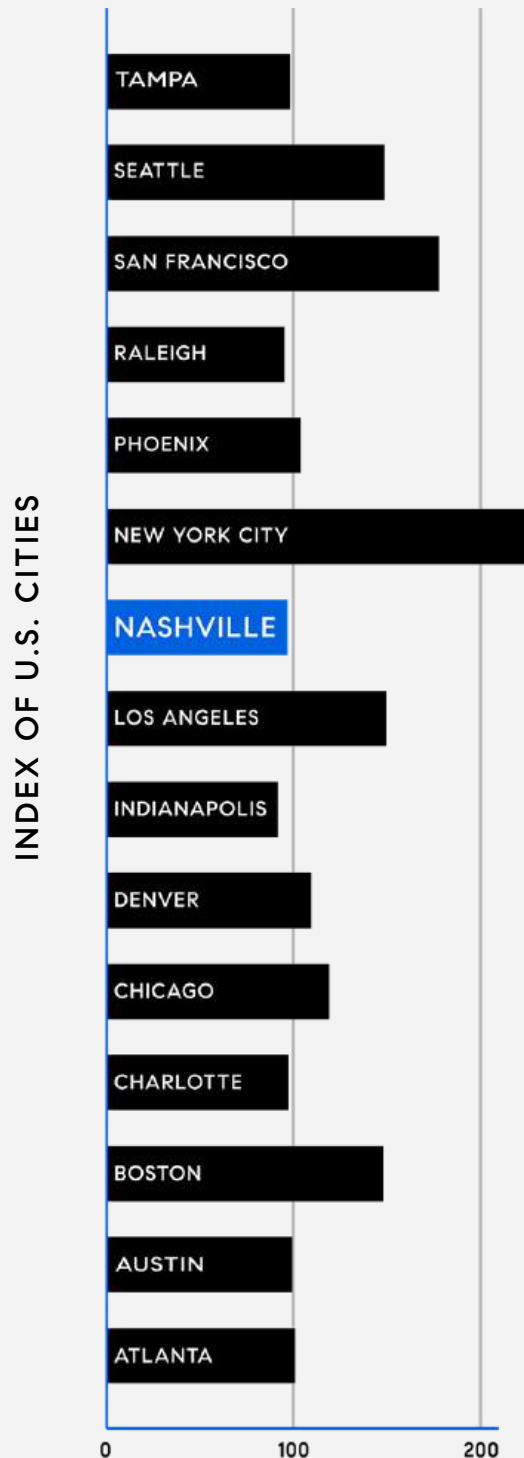 INDEX OF U.S. CITIES
TAMPA
SEATTLE
SAN FRANCISCO
RALEIGH
PHOENIX
NEW YORK CITY
NASHVILLE
LOS ANGELES
INDIANAPOLIS
DENVER
CHICAGO
CHARLOTTE
BOSTON
AUSTIN
ATLANTA
0 100 200